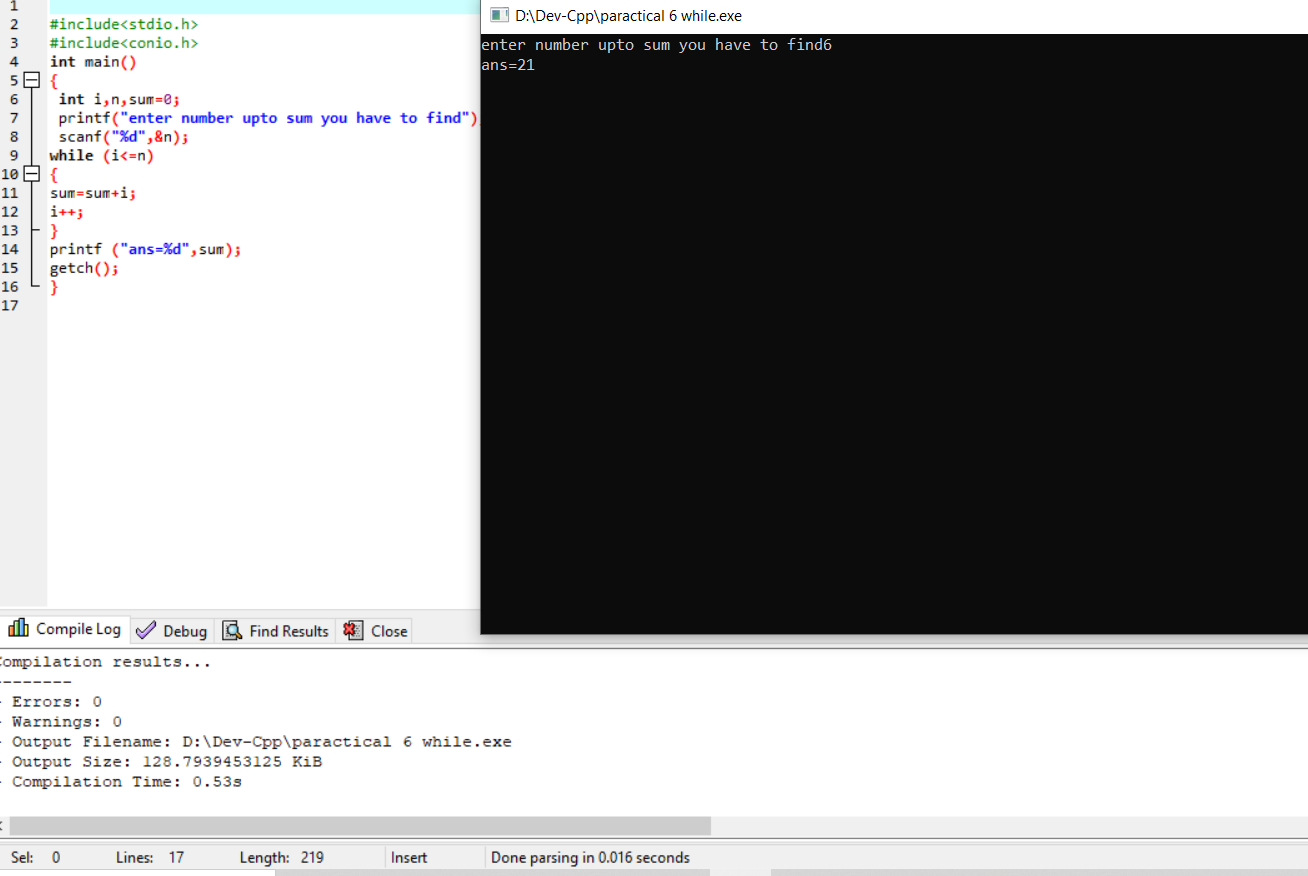 1
2 #include<stdio.h>
3 #include<conio.h>
4 int main()
5 {
6 int i,n,sum=0;
7 printf("enter number upto sum you have to find")
8 scanf("%d",&n);
9 while (i<=n)
10 {
11 sum=sum+i;
12 i++;
13 }
14 printf ("ans=%d",sum);
15 getch();
16 }
17
D:\Dev-Cpp\paractical 6 while.exe
enter number upto sum you have to find6
ans=21
Compile Log Debug Find Results Close
Compilation results...
--------
- Errors: 0
- Warnings: 0
- Output Filename: D:\Dev-Cpp\paractical 6 while.exe
- Output Size: 128.7939453125 KiB
- Compilation Time: 0.53s
Sel: 0 Lines: 17 Length: 219 Insert Done parsing in 0.016 seconds